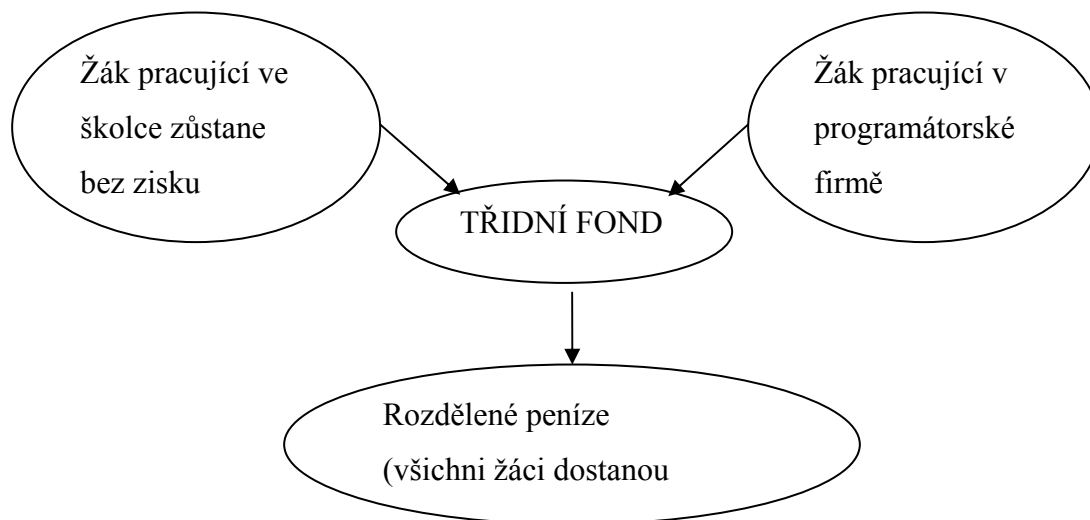 Žák pracující ve
školce zůstane
bez zisku
Žák pracující v
programátorské
firmě
TŘIDNÍ FOND
Rozdělené peníze
(všichni žáci dostanou